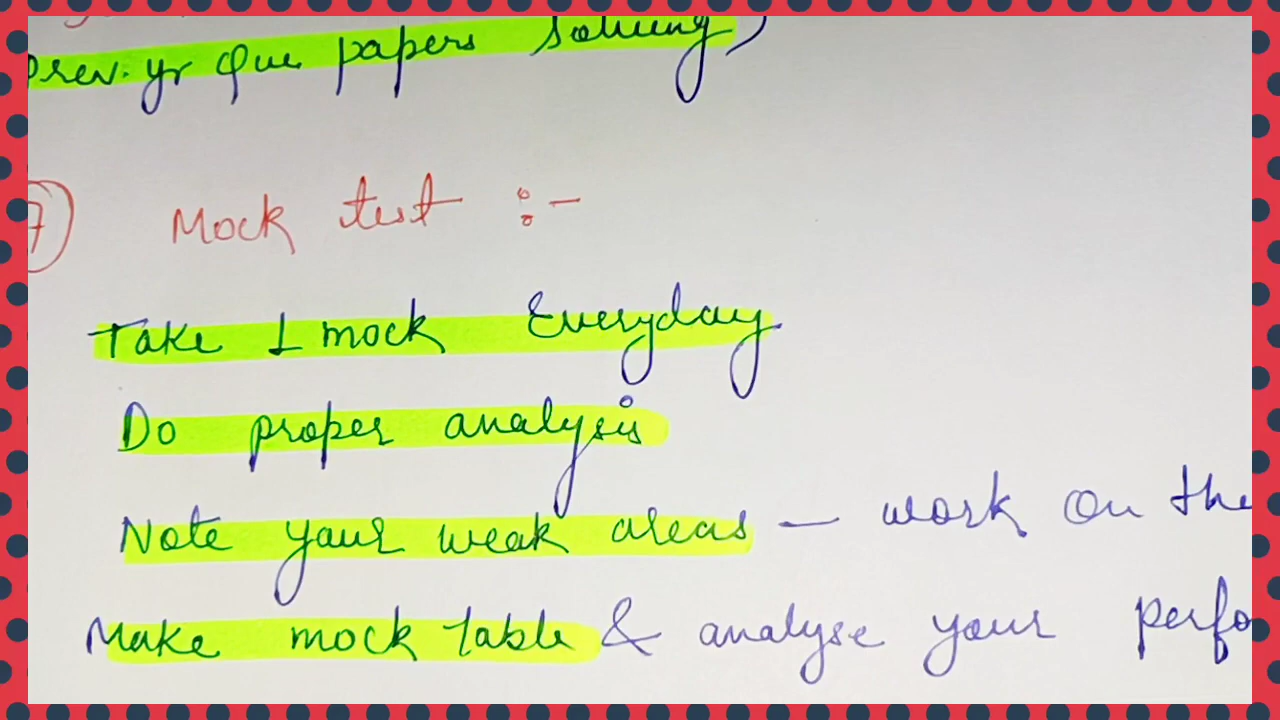 Prev. yr Que papers solving)
7) Mock test :-
Take 1 mock Everyday
Do proper analysis
Note your weak areas — work on the
Make mock table & analyse your perfo